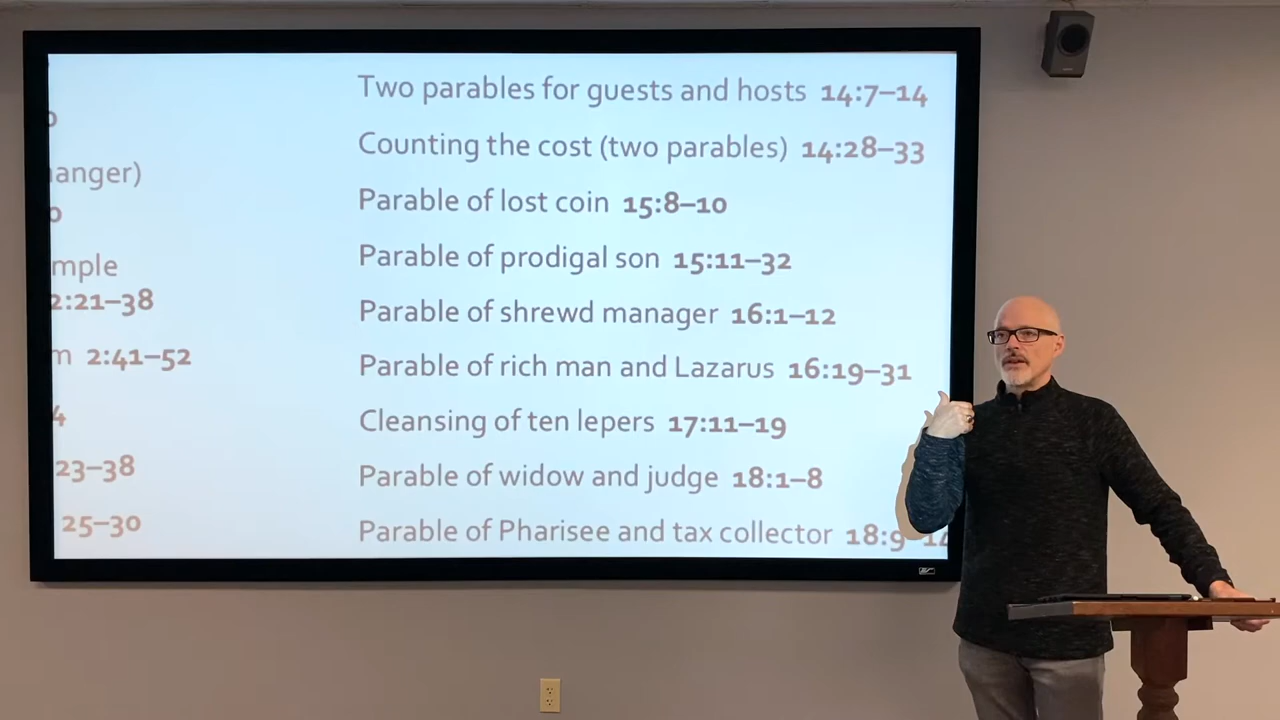 anger)
mple
2:21–38
m 2:41–52
4
23–38
25–30
Two parables for guests and hosts 14:7–14
Counting the cost (two parables) 14:28–33
Parable of lost coin 15:8–10
Parable of prodigal son 15:11–32
Parable of shrewd manager 16:1–12
Parable of rich man and Lazarus 16:19–31
Cleansing of ten lepers 17:11–19
Parable of widow and judge 18:1–8
Parable of Pharisee and tax collector 18:9–14